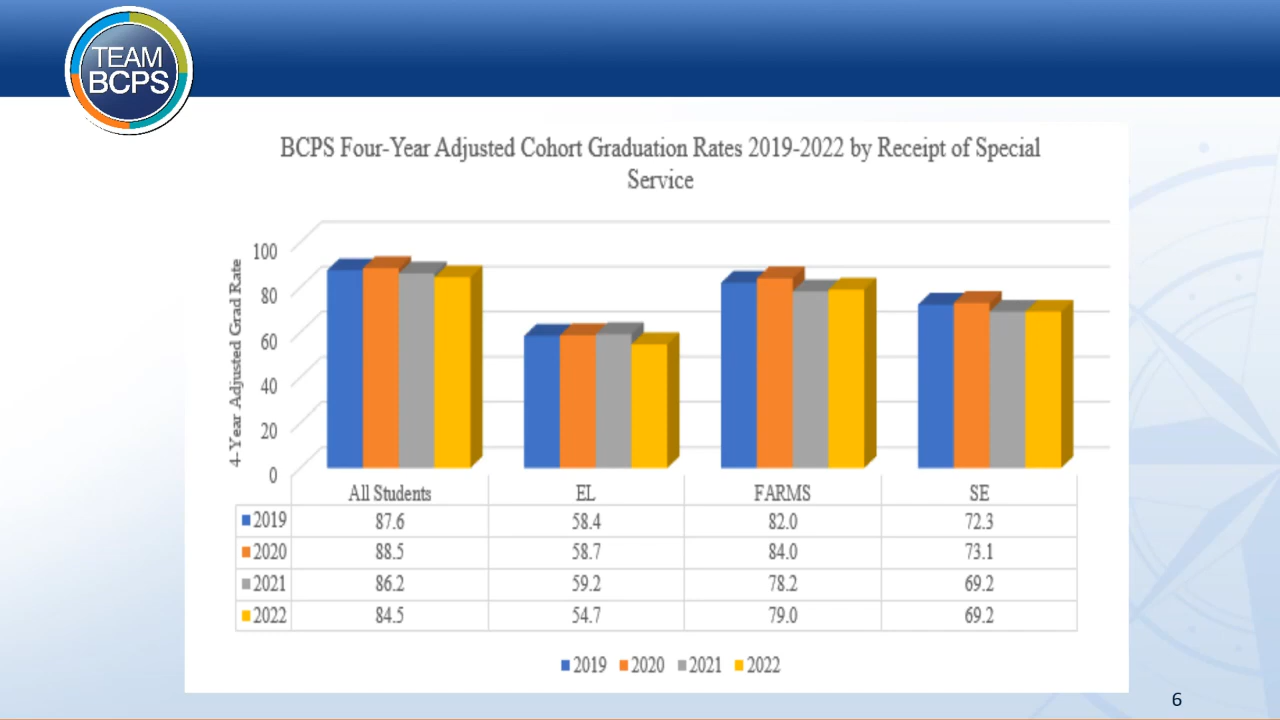 TEAM
BCPS
BCPS Four-Year Adjusted Cohort Graduation Rates 2019-2022 by Receipt of Special
Service
4-Year Adjusted Grad Rate
100
80
60
40
20
0
All Students EL FARMS SE
2019 87.6 58.4 82.0 72.3
2020 88.5 58.7 84.0 73.1
2021 86.2 59.2 78.2 69.2
2022 84.5 54.7 79.0 69.2
2019 2020 2021 2022
6